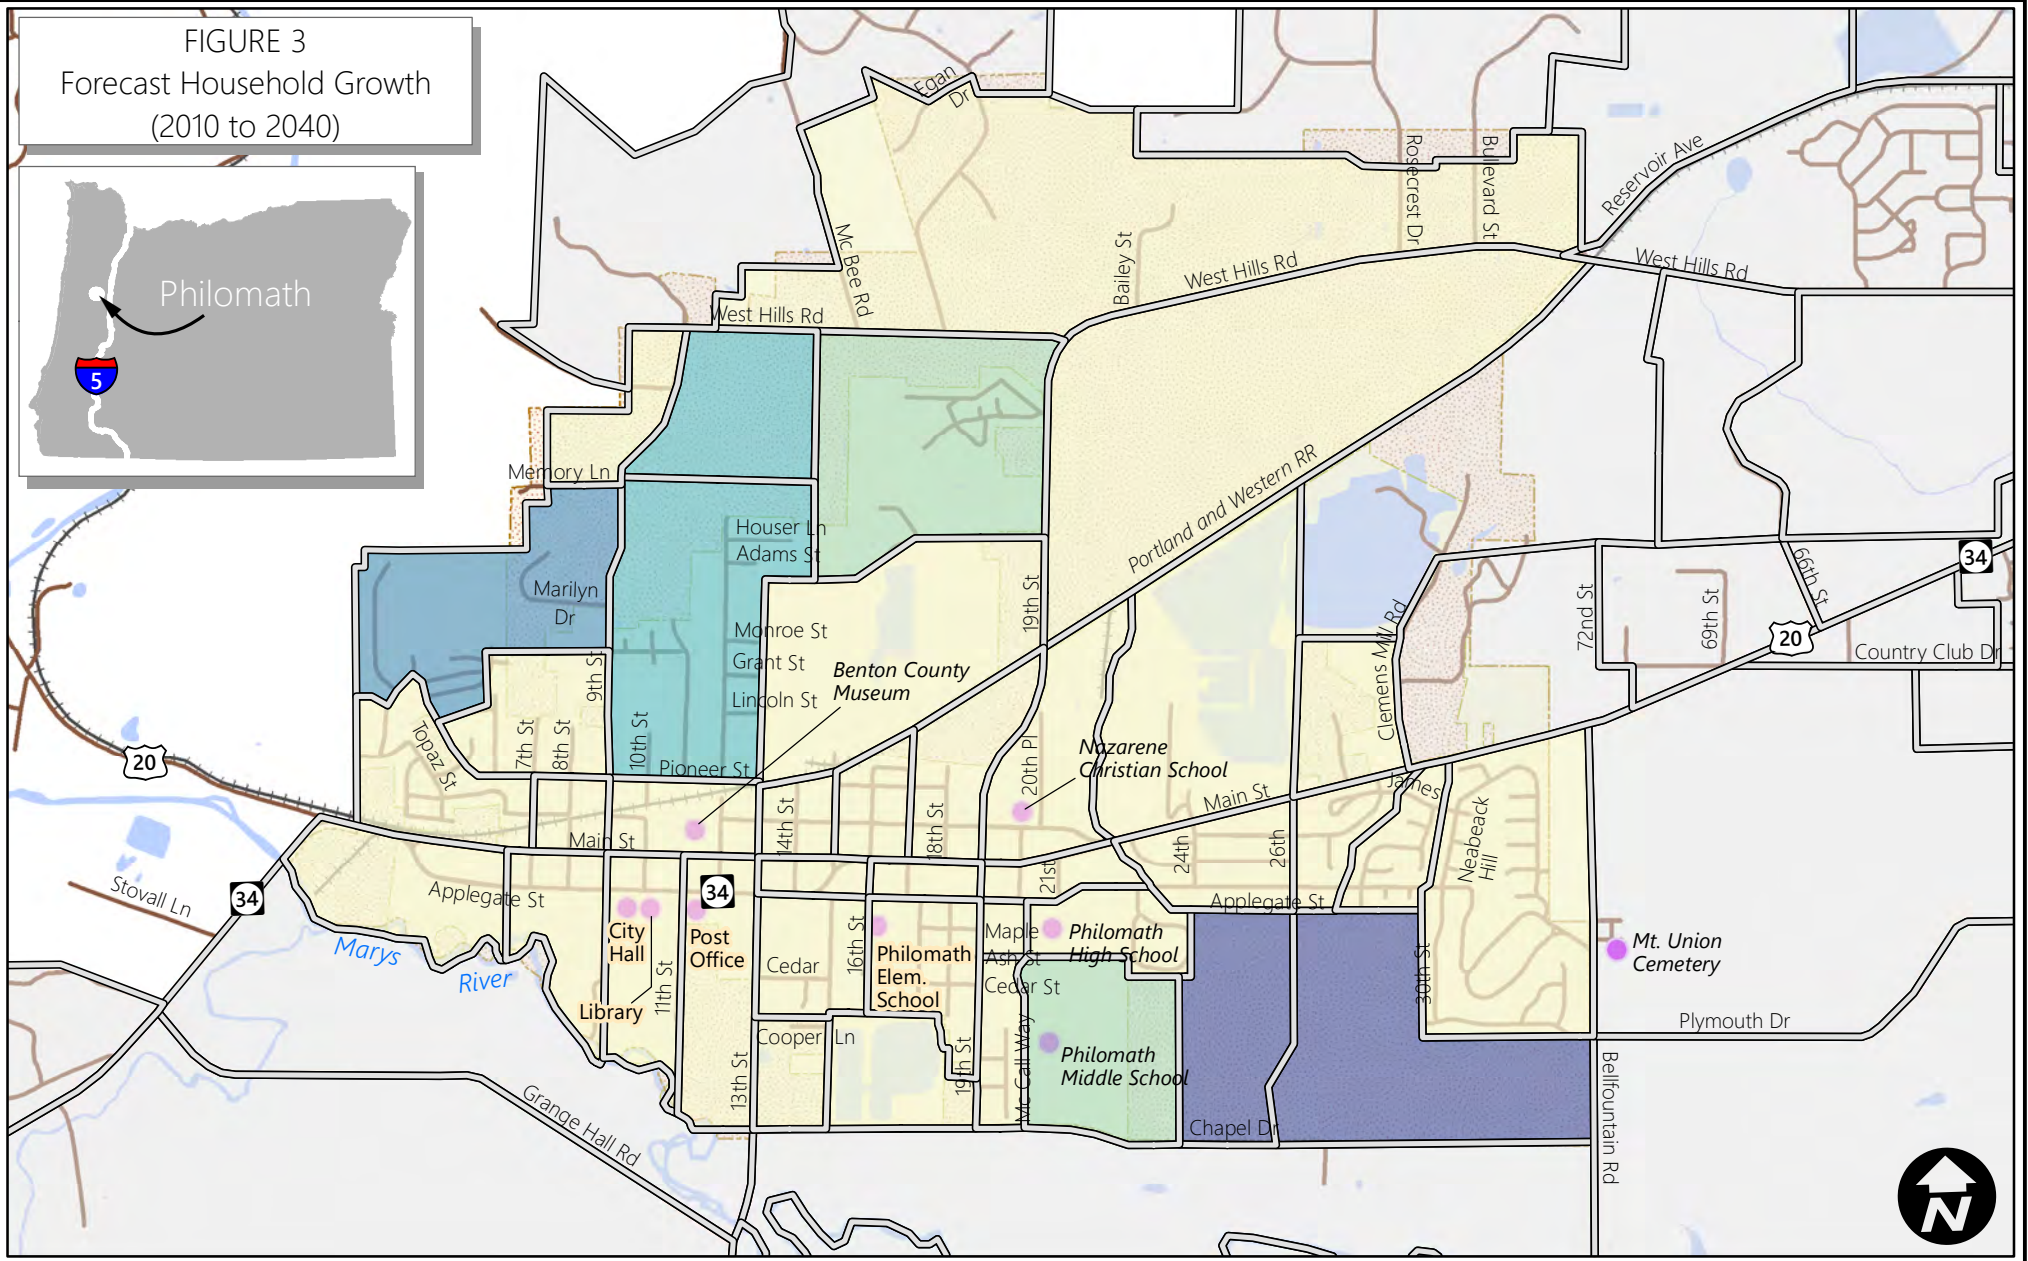 FIGURE 3
Forecast Household Growth
(2010 to 2040)
Philomath
5
Egan
Dr
Rosecrest Dr
Bullevard St
Reservoir Ave
Mc Bee Rd
Bailey St
West Hills Rd
West Hills Rd
West Hills Rd
Memory Ln
Portland and Western RR
Houser Ln
Adams St
Marilyn
Dr
19th St
Monroe St
Grant St
Lincoln St
9th St
10th St
Benton County
Museum
Clemens Mill Rd
72nd St
69th St
66th St
34
20
Country Club Dr
Topaz St
7th St
8th St
Pioneer St
20
20th Pl
Nazarene
Christian School
Main St
James
Neabeack
Hill
14th St
18th St
Main St
21st
24th
26th
Stovall Ln
34
Applegate St
34
Applegate St
City
Hall
Post
Office
16th St
Philomath
Elem.
School
Maple
Ash St
Cedar St
Philomath
High School
Marys
River
Library
11th St
Cedar
30th St
Mt. Union
Cemetery
Plymouth Dr
Cooper Ln
13th St
19th St
Mc Call Way
Philomath
Middle School
Chapel Dr
Bellfountain Rd
Grange Hall Rd
N